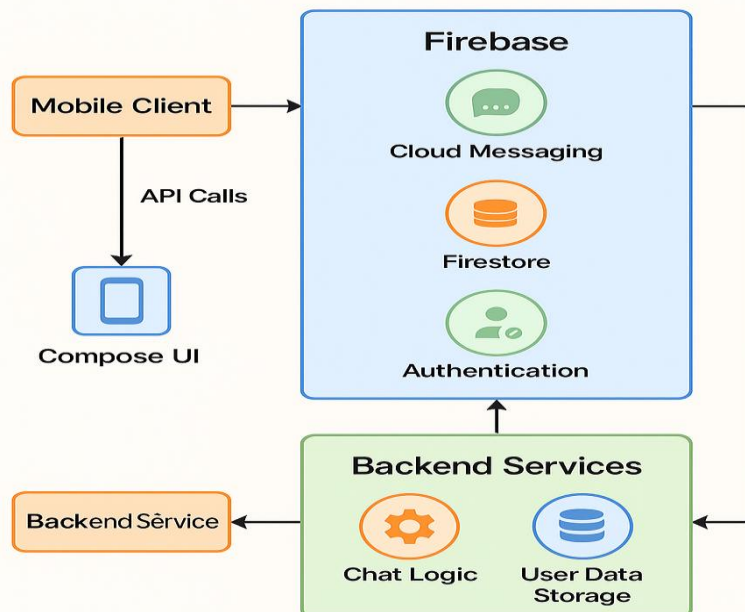 Firebase
Mobile Client
Cloud Messaging
API Calls
Firestore
Compose UI
Authentication
Backend Services
Backend Sērvice
Chat Logic
User Data
Storage